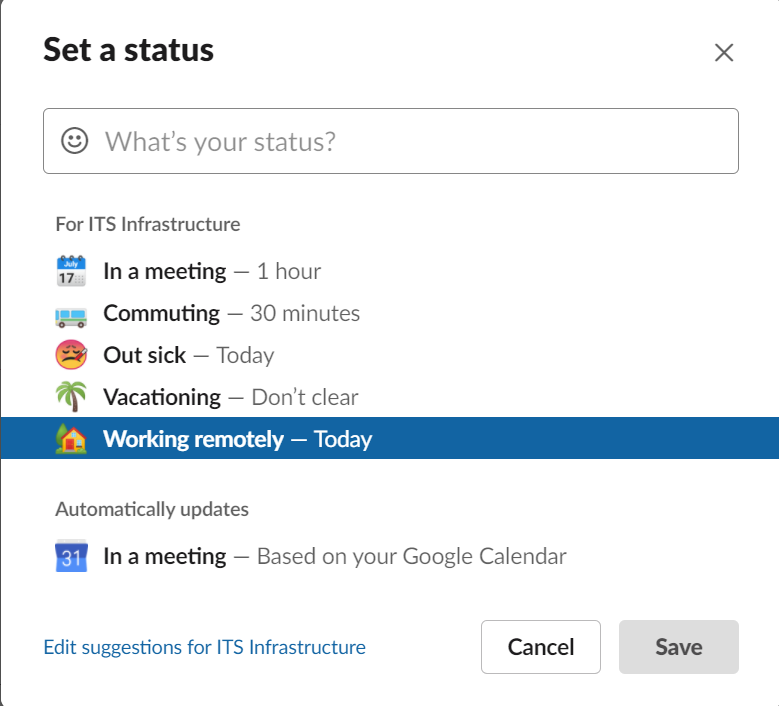 Set a status
What's your status?
For ITS Infrastructure
July
17
In a meeting — 1 hour
Commuting — 30 minutes
Out sick — Today
Vacationing — Don't clear
Working remotely — Today
Automatically updates
31
In a meeting — Based on your Google Calendar
Edit suggestions for ITS Infrastructure
Cancel
Save